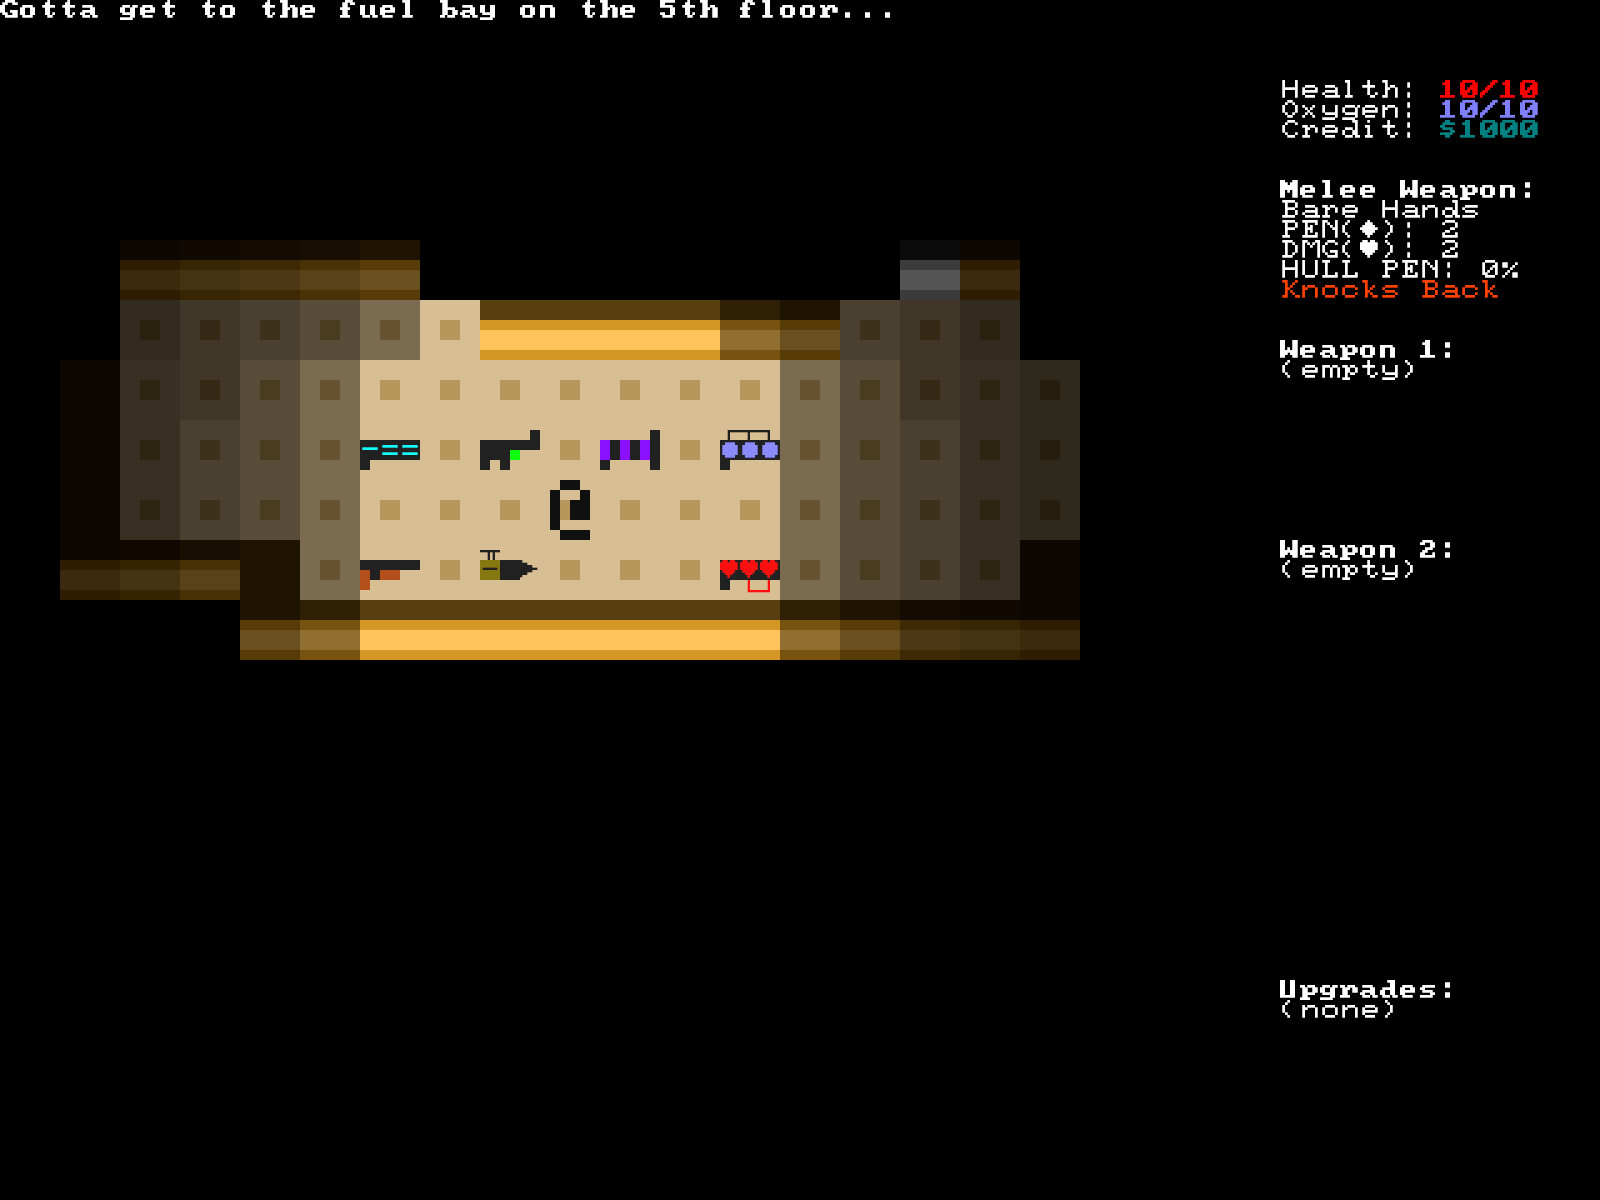 Gotta get to the fuel bay on the 5th floor...
Health: 10/10
Oxygen: 10/10
Credit: $1000
Melee Weapon:
Bare Hands
PEN(♦): 2
DMG(♥): 2
HULL PEN: 0%
Knocks Back
Weapon 1:
(empty)
Weapon 2:
(empty)
Upgrades:
(none)